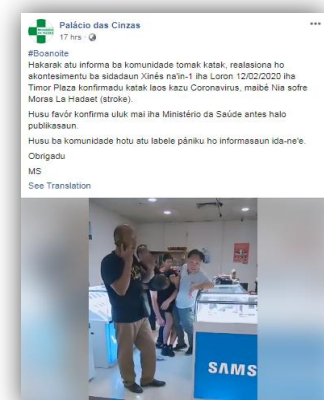 Palácio das Cinzas
17 hrs ·
#Boanoite
Hakarak atu informa ba komunidade tomak katak, realasiona ho
akontesimentu ba sidadaun Xinés na'in-1 iha Loron 12/02/2020 iha
Timor Plaza konfirmadu katak laos kazu Coronavirus, maibé Nia sofre
Moras La Hadaet (stroke).
Husu favór konfirma uluk mai iha Ministério da Saúde antes halo
publikasaun.
Husu ba komunidade hotu atu labele pániku ho informasaun ida-ne'e.
Obrigadu
MS
See Translation
SAMS